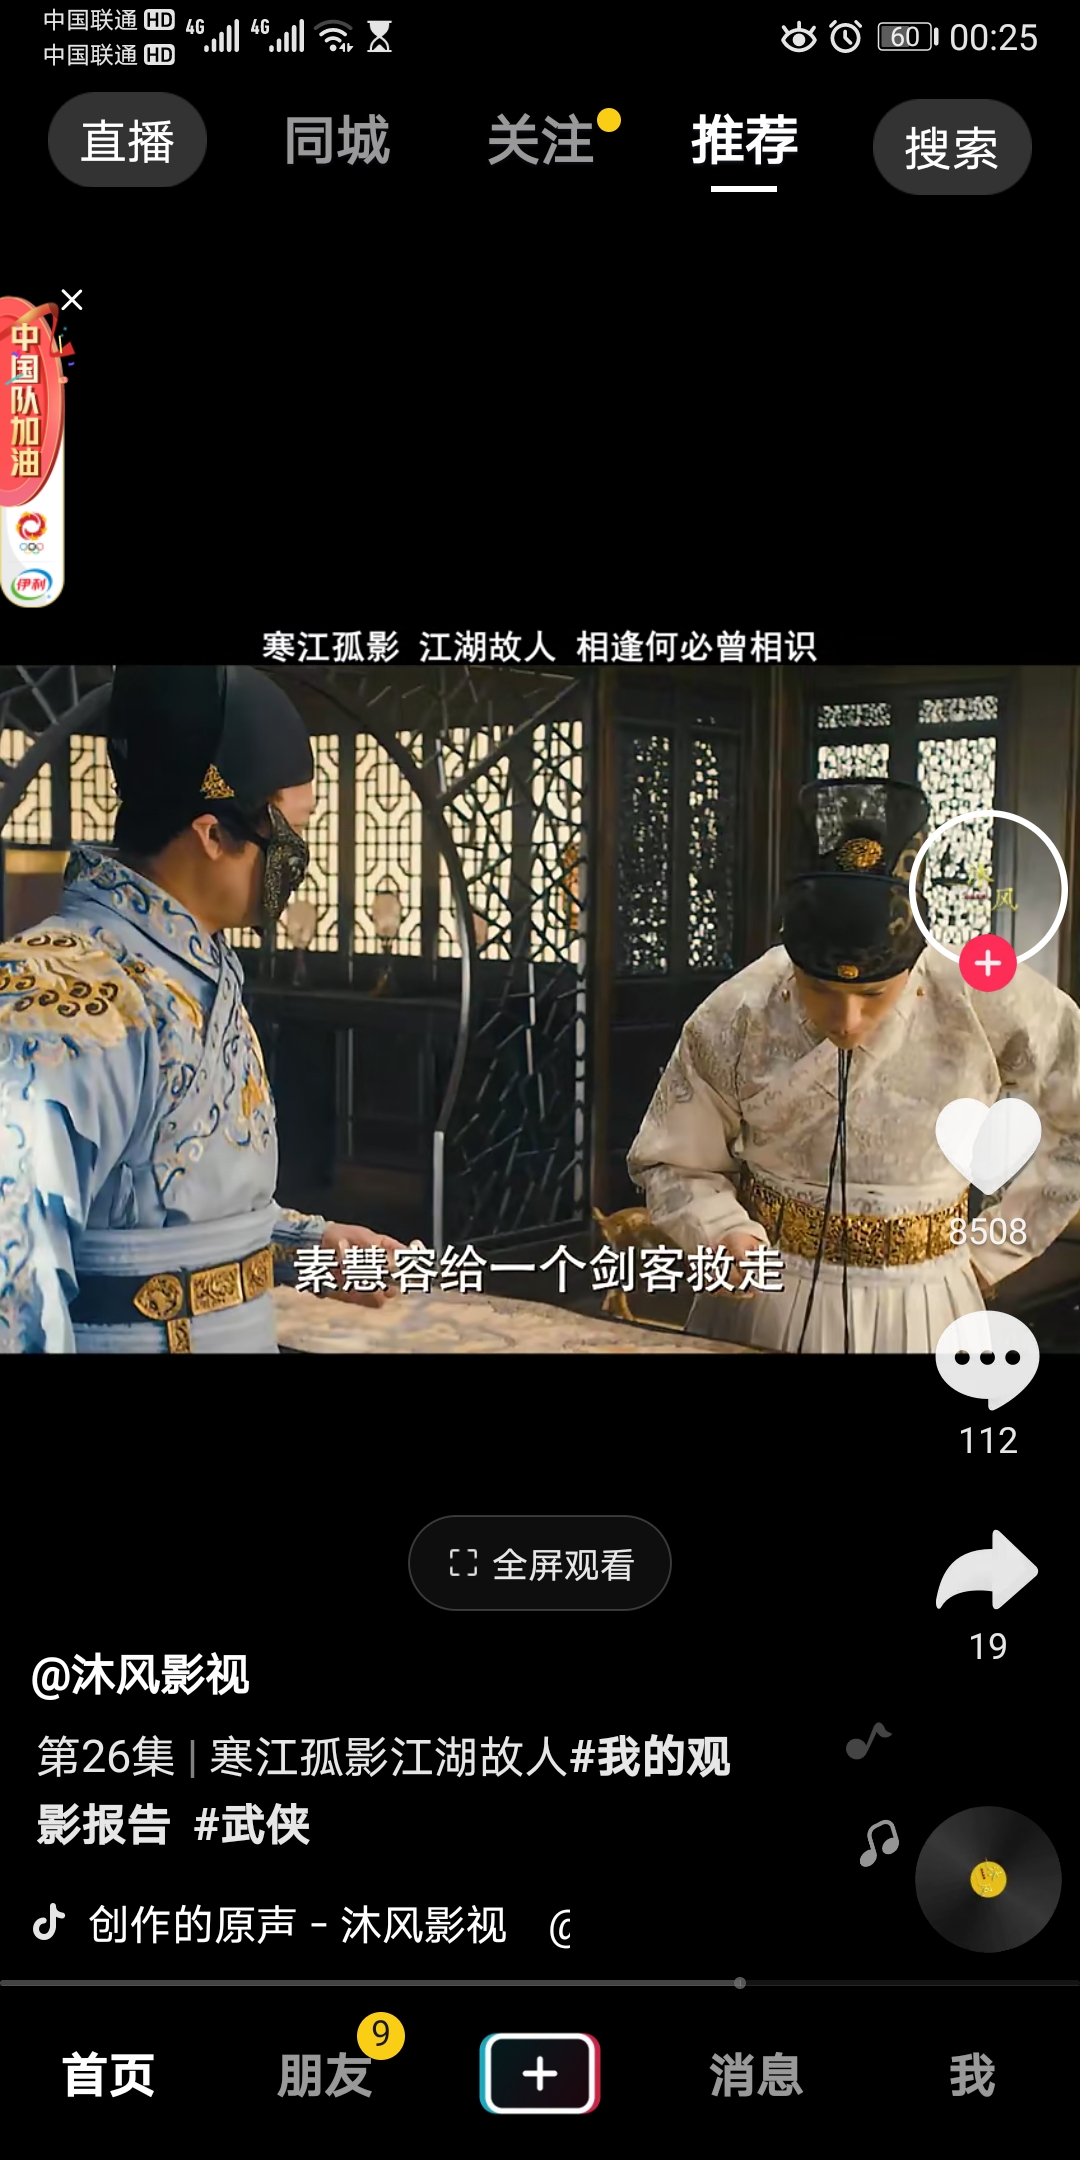 中国联通 HD 4G 4G
中国联通 HD
60 00:25
直播 同城 关注 推荐 搜索
中国队加油
伊利
寒江孤影 江湖故人 相逢何必曾相识
风
素慧容给一个剑客救走
8508
112
全屏观看
19
@沐风影视
第26集 | 寒江孤影江湖故人#我的观
影报告 #武侠
创作的原声 - 沐风影视 @
9
首页 朋友 消息 我